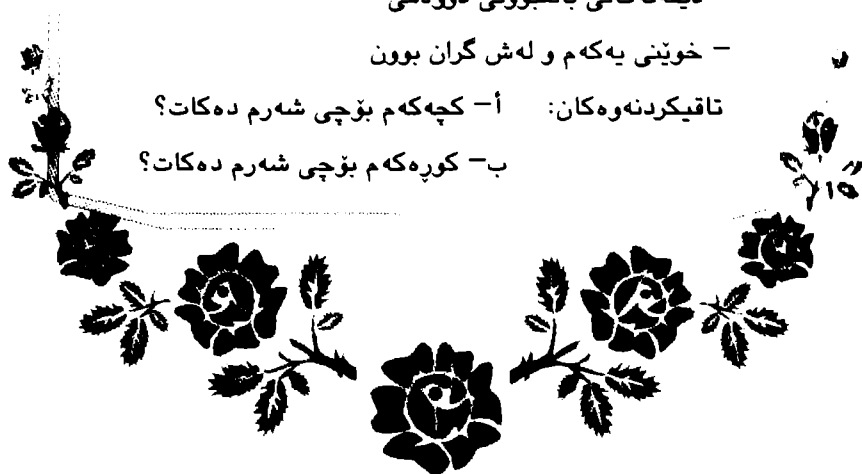 – خوێنی یەکەم و لەش گران بوون
تاقیکردنەوەکان: أ– کچەکەم بۆچی شەرم دەکات؟
ب– کوڕەکەم بۆچی شەرم دەکات؟